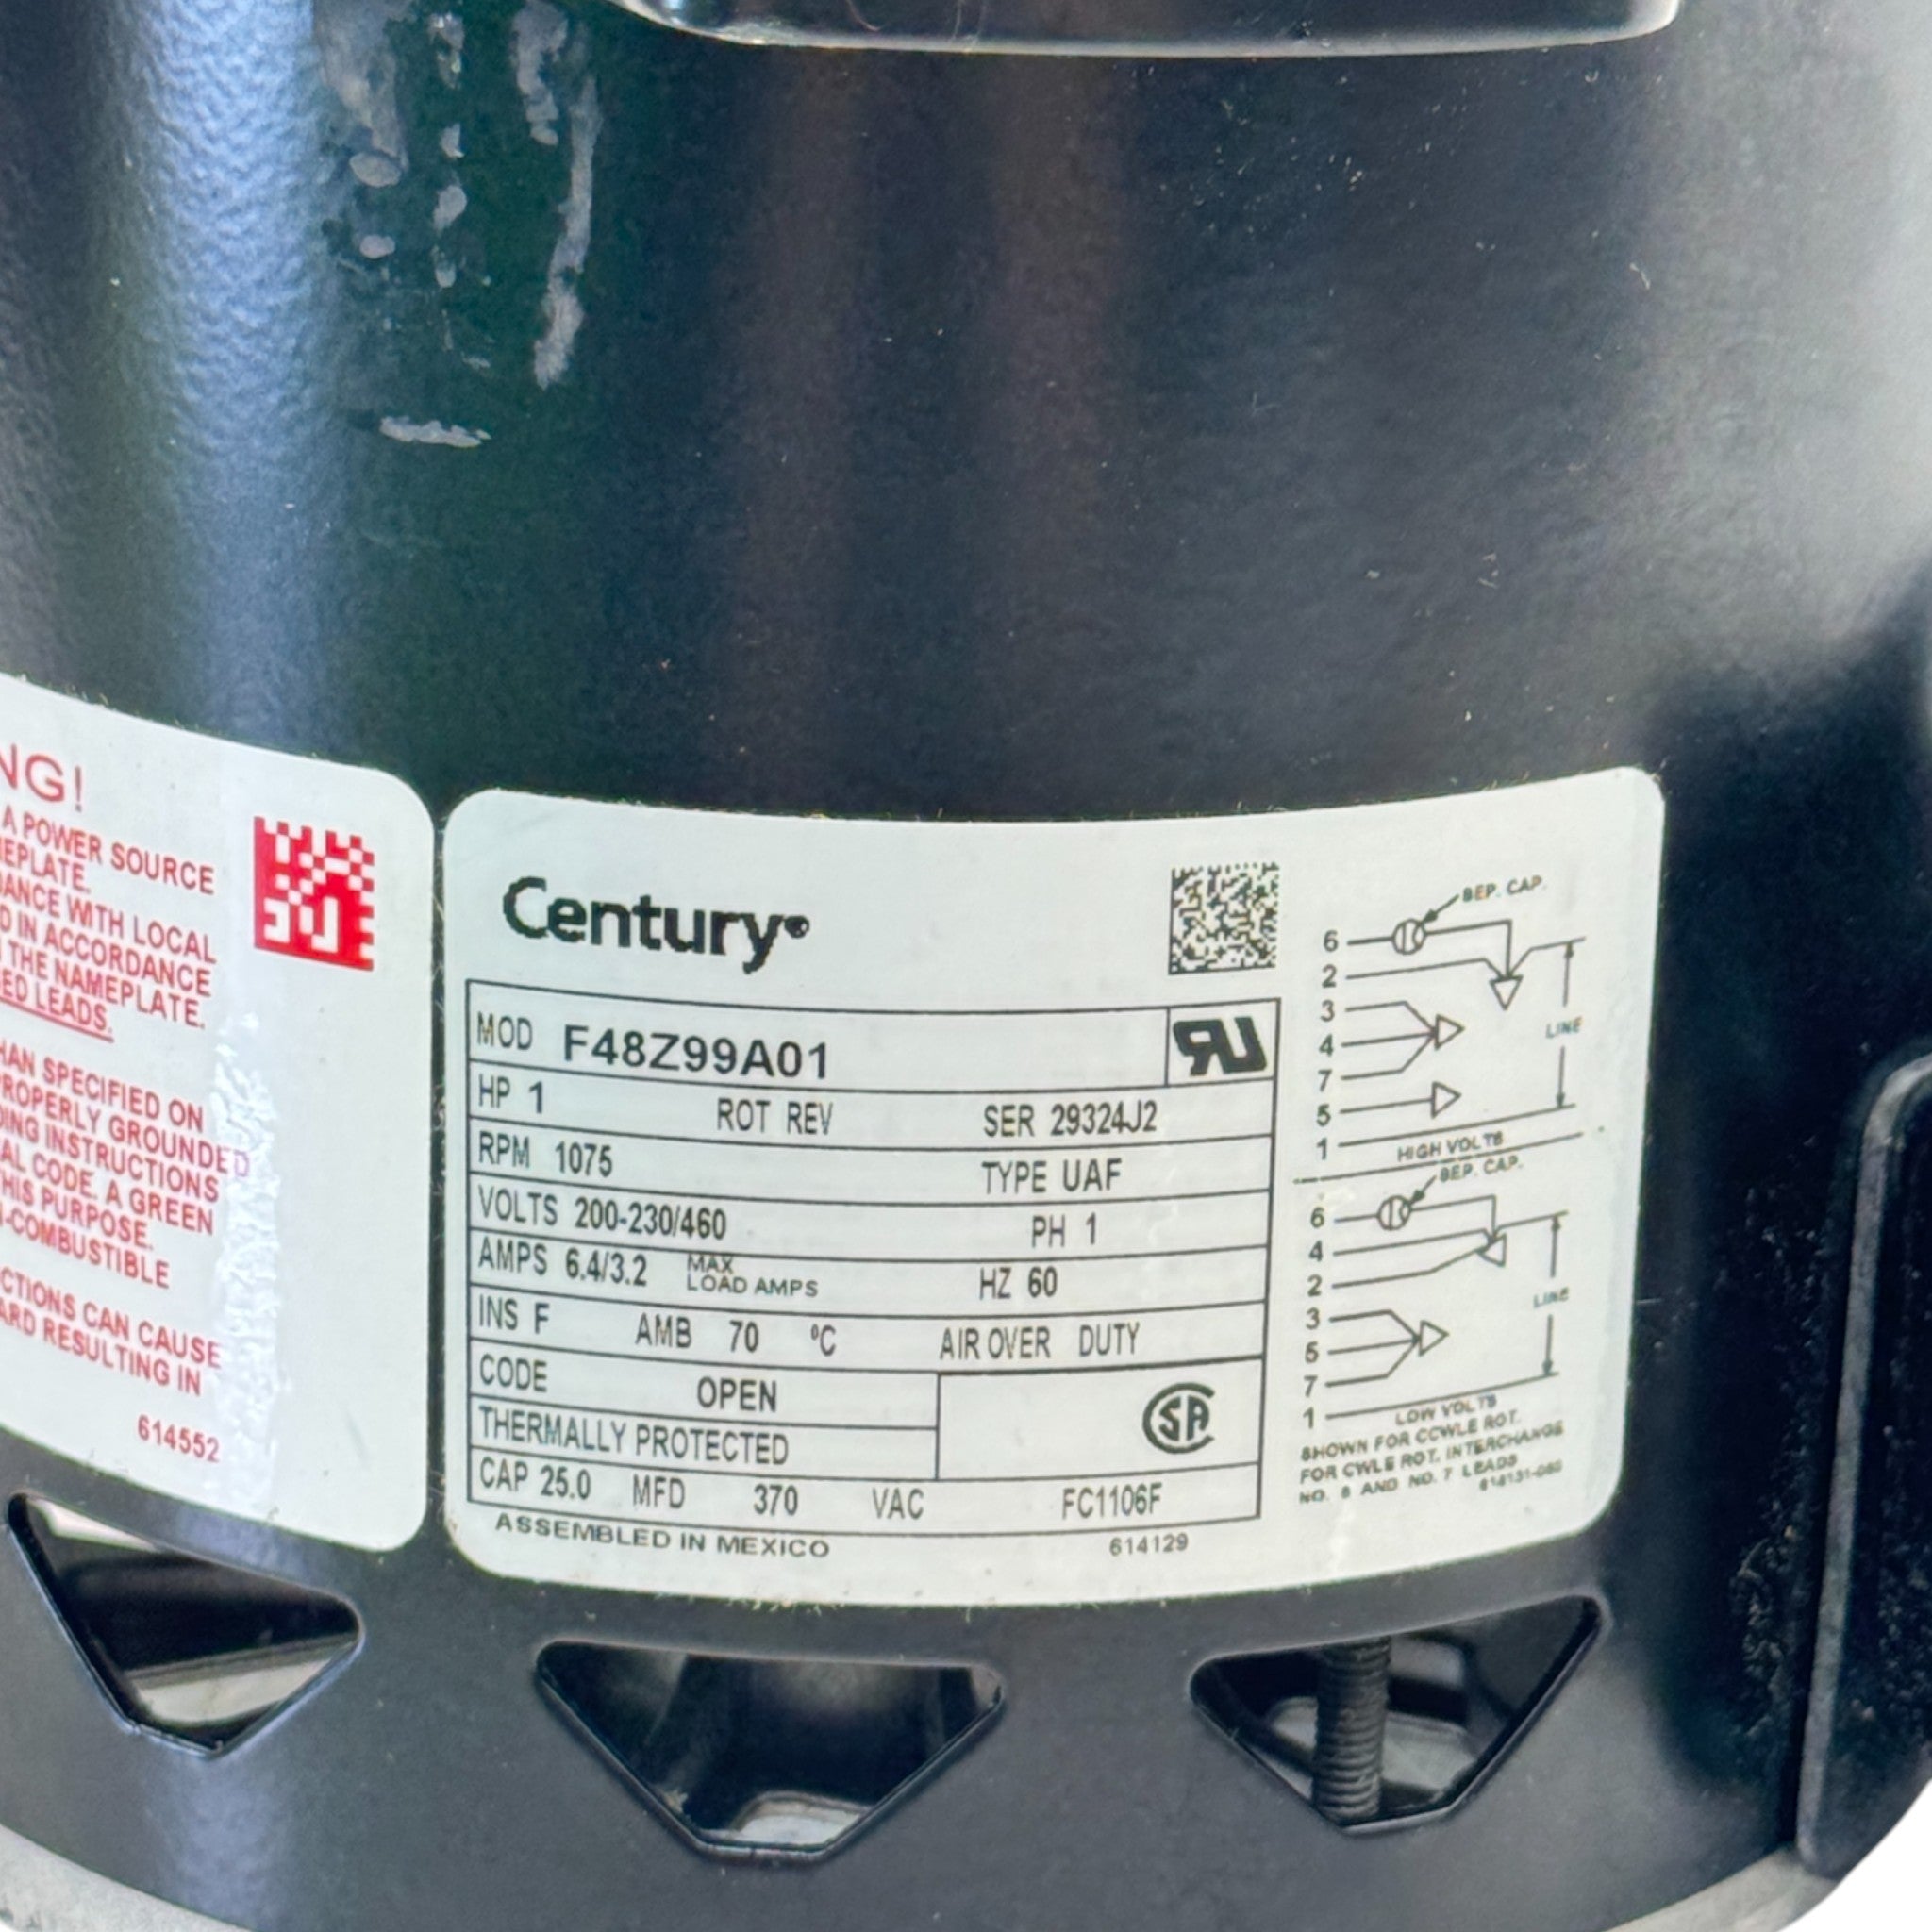 NG!
A POWER SOURCE
EPLATE.
ANCE WITH LOCAL
D IN ACCORDANCE
THE NAMEPLATE.
ED LEADS.
HAN SPECIFIED ON
PROPERLY GROUNDED
ING INSTRUCTIONS
AL CODE. A GREEN
THIS PURPOSE.
-COMBUSTIBLE
CTIONS CAN CAUSE
ARD RESULTING IN
614552
Century®
MOD F48Z99A01
HP 1 ROT REV SER 29324J2
RPM 1075 TYPE UAF
VOLTS 200-230/460 PH 1
AMPS 6.4/3.2 MAX LOAD AMPS HZ 60
INS F AMB 70 °C AIR OVER DUTY
CODE OPEN
THERMALLY PROTECTED
CAP 25.0 MFD 370 VAC FC1106F
ASSEMBLED IN MEXICO 614129
SEP. CAP.
6
2
3
4
LINE
7
5
1
HIGH VOLTS
SEP. CAP.
6
4
2
LINE
3
5
7
1
LOW VOLTS
SHOWN FOR CCWLE ROT.
FOR CWLE ROT. INTERCHANGE
NO. 5 AND NO. 7 LEADS